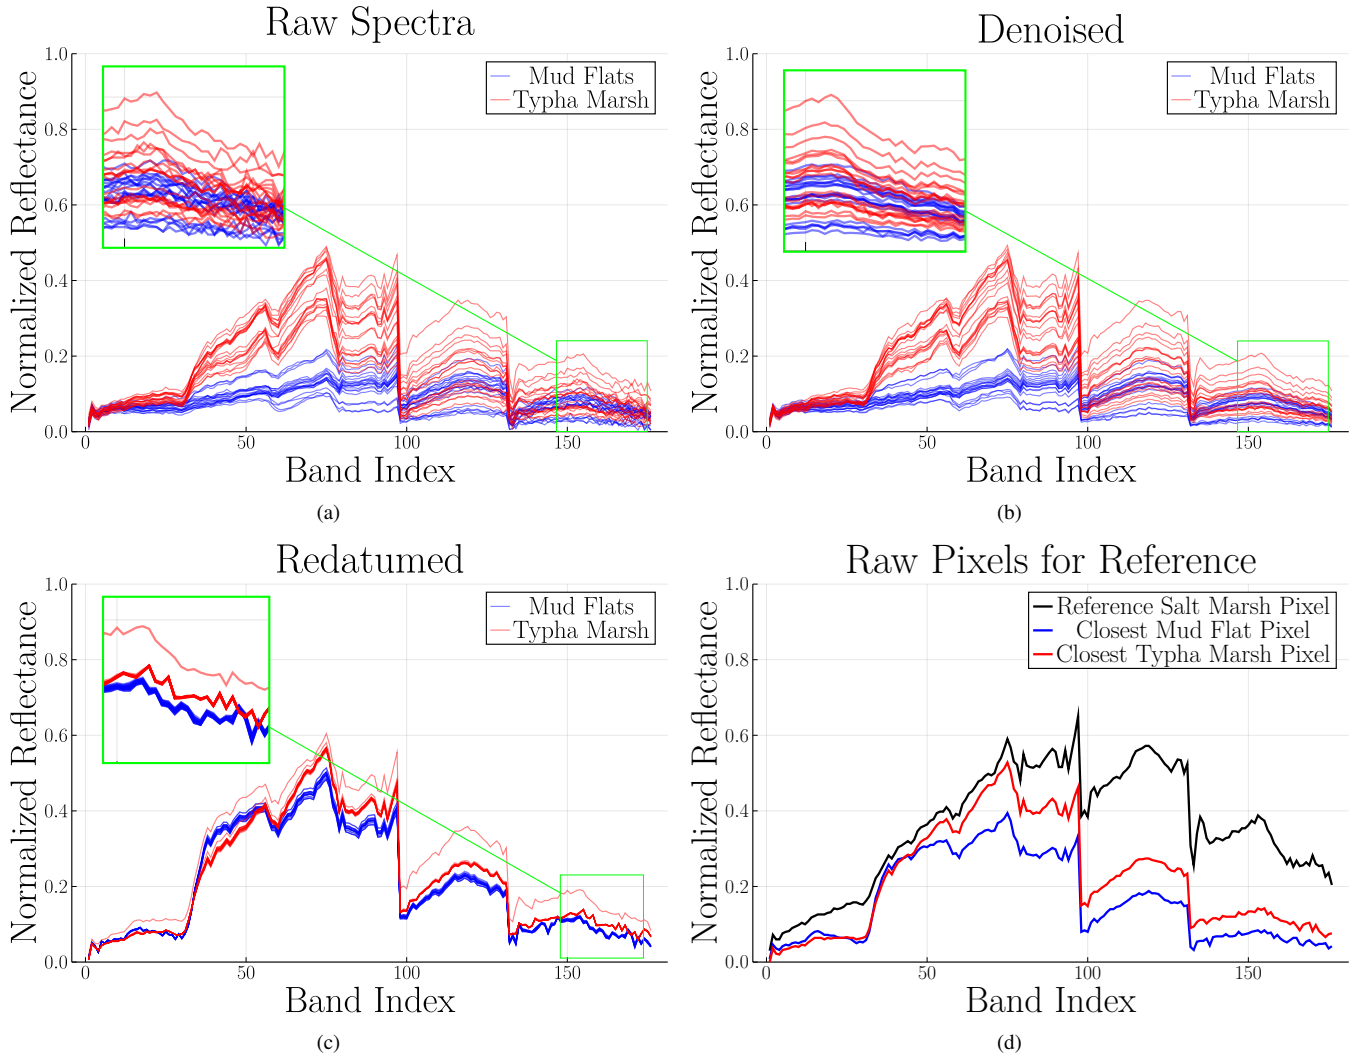 Raw Spectra
Normalized Reflectance
1.0
0.8
0.6
0.4
0.2
0.0
Mud Flats
Typha Marsh
0
50
100
150
Band Index
(a)
Denoised
Normalized Reflectance
1.0
0.8
0.6
0.4
0.2
0.0
Mud Flats
Typha Marsh
0
50
100
150
Band Index
(b)
Redatumed
Normalized Reflectance
1.0
0.8
0.6
0.4
0.2
0.0
Mud Flats
Typha Marsh
0
50
100
150
Band Index
(c)
Raw Pixels for Reference
Normalized Reflectance
1.0
0.8
0.6
0.4
0.2
0.0
Reference Salt Marsh Pixel
Closest Mud Flat Pixel
Closest Typha Marsh Pixel
0
50
100
150
Band Index
(d)